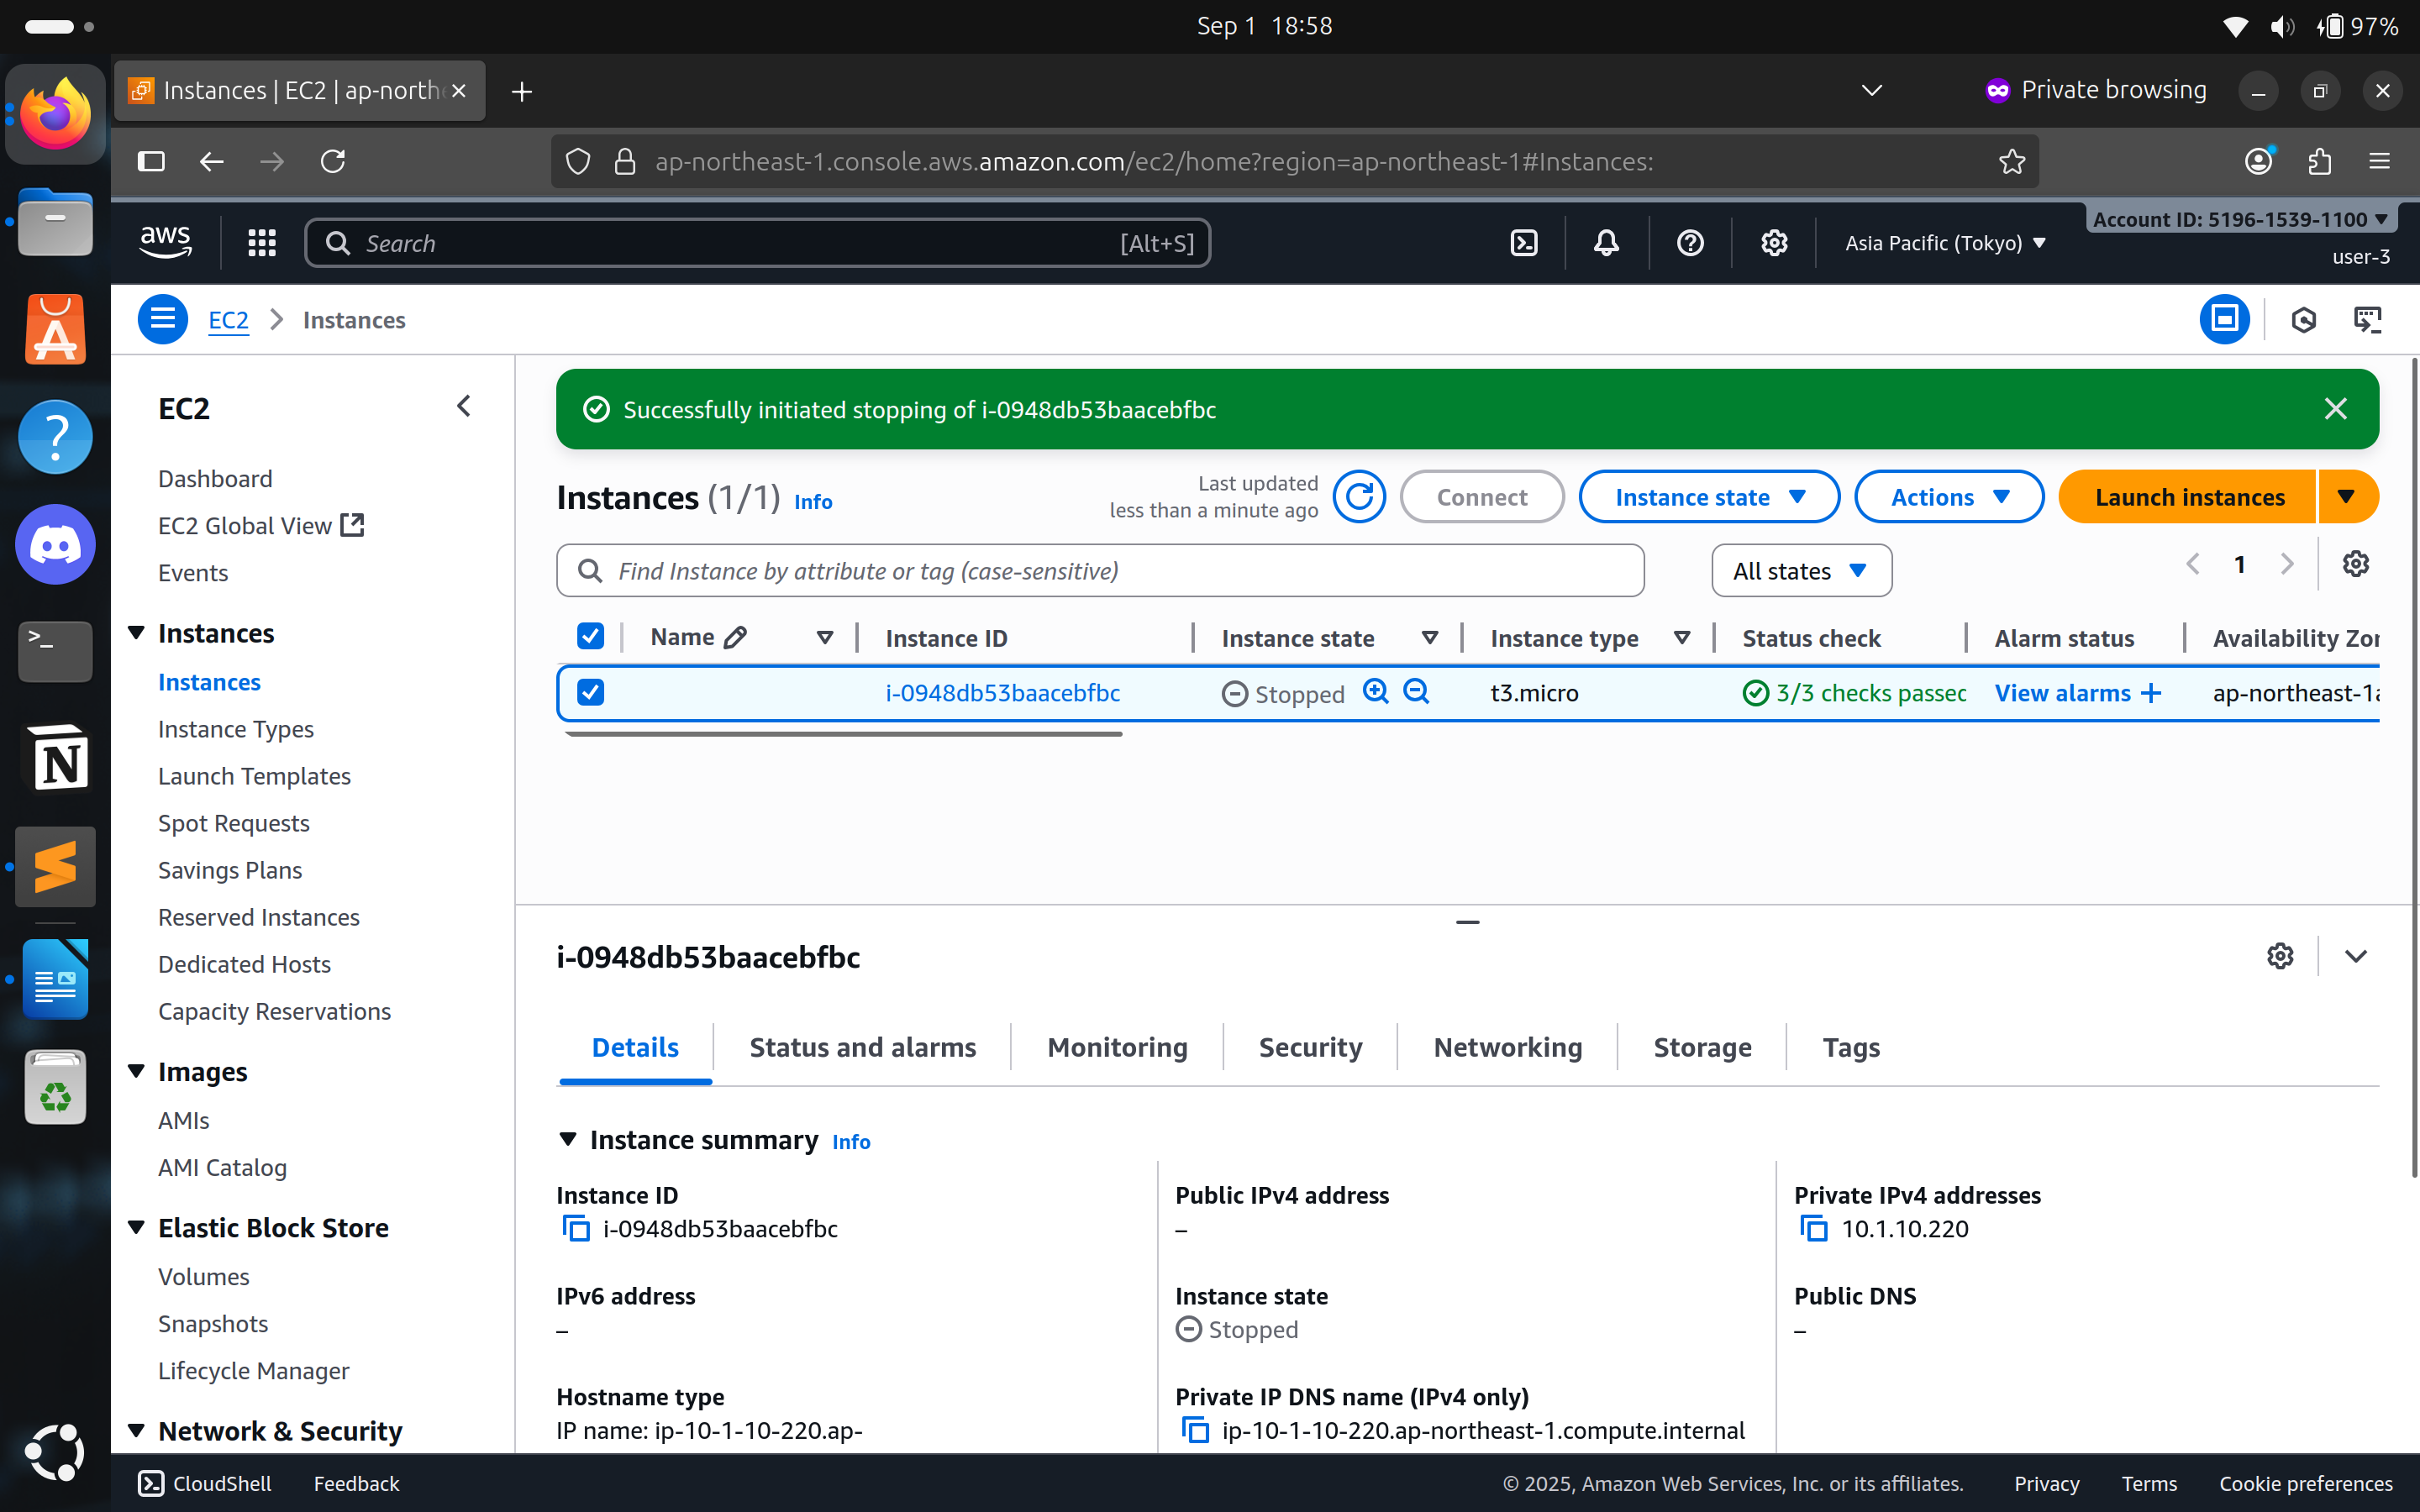 Sep 1 18:58
97%
Instances | EC2 | ap-north
Private browsing
ap-northeast-1.console.aws.amazon.com/ec2/home?region=ap-northeast-1#Instances:
aws
Search
[Alt+S]
Asia Pacific (Tokyo)
Account ID: 5196-1539-1100
user-3
EC2
Instances
EC2
Dashboard
EC2 Global View
Events
Instances
Instances
Instance Types
Launch Templates
Spot Requests
Savings Plans
Reserved Instances
Dedicated Hosts
Capacity Reservations
Images
AMIs
AMI Catalog
Elastic Block Store
Volumes
Snapshots
Lifecycle Manager
Network & Security
Successfully initiated stopping of i-0948db53baacebfbc
Instances (1/1) Info
Last updated
less than a minute ago
Connect
Instance state
Actions
Launch instances
Find Instance by attribute or tag (case-sensitive)
All states
1
Name Instance ID Instance state Instance type Status check Alarm status Availability Zon
i-0948db53baacebfbc Stopped t3.micro 3/3 checks passec View alarms + ap-northeast-1a
i-0948db53baacebfbc
Details Status and alarms Monitoring Security Networking Storage Tags
Instance summary Info
Instance ID
i-0948db53baacebfbc
Public IPv4 address
–
Private IPv4 addresses
10.1.10.220
IPv6 address
–
Instance state
Stopped
Public DNS
–
Hostname type
IP name: ip-10-1-10-220.ap-
Private IP DNS name (IPv4 only)
ip-10-1-10-220.ap-northeast-1.compute.internal
CloudShell
Feedback
© 2025, Amazon Web Services, Inc. or its affiliates.
Privacy
Terms
Cookie preferences